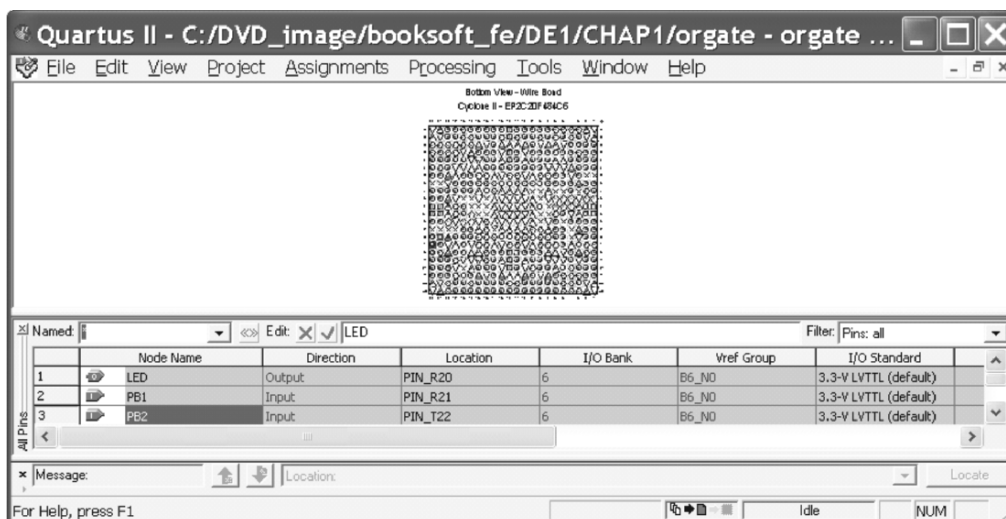 Quartus II - C:/DVD_image/booksoft_fe/DE1/CHAP1/orgate - orgate ...
File Edit View Project Assignments Processing Tools Window Help
Bottom View - Wire Bond
Cyclone II - EP2C20F484C6
Named: Edit: LED Filter: Pins: all
Node Name Direction Location I/O Bank Vref Group I/O Standard
1 LED Output PIN_R20 6 B6_N0 3.3-V LVTTL (default)
2 PB1 Input PIN_R21 6 B6_N0 3.3-V LVTTL (default)
3 PB2 Input PIN_T22 6 B6_N0 3.3-V LVTTL (default)
All Pins
Message: Location: Locate
For Help, press F1 Idle NUM